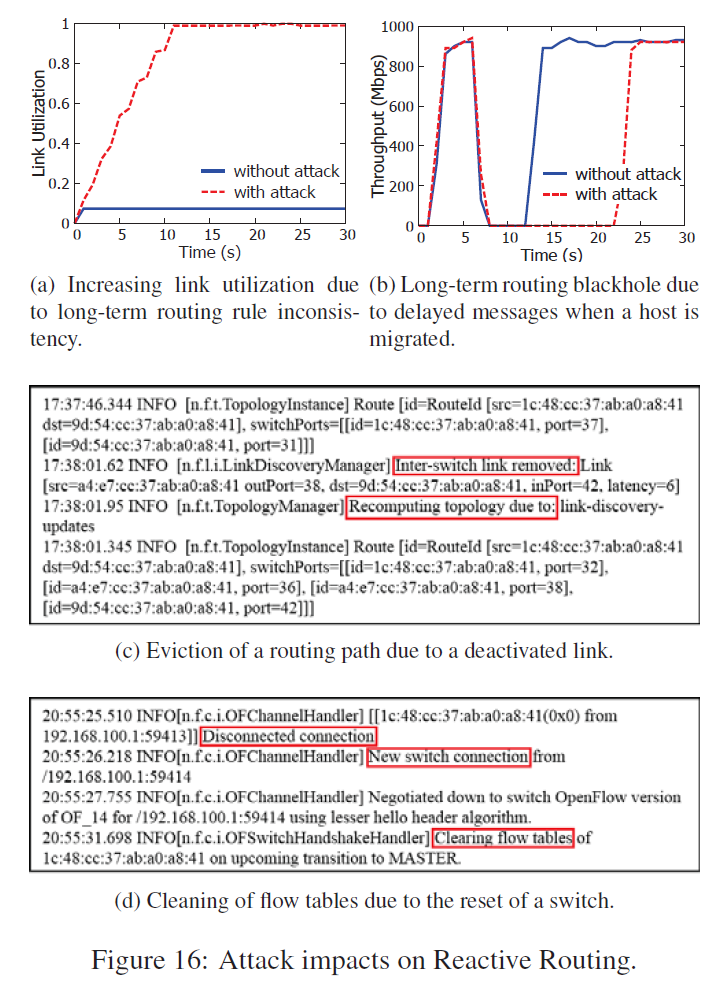 1
0.8
0.6
0.4
0.2
0
Link Utilization
without attack
with attack
0 5 10 15 20 25 30
Time (s)
1000
800
600
400
200
0
Throughput (Mbps)
without attack
with attack
0 5 10 15 20 25 30
Time (s)
(a) Increasing link utilization due
to long-term routing rule inconsis-
tency.
(b) Long-term routing blackhole due
to delayed messages when a host is
migrated.
17:37:46.344 INFO [n.f.t.TopologyInstance] Route [id=RouteId [src=1c:48:cc:37:ab:a0:a8:41
dst=9d:54:cc:37:ab:a0:a8:41], switchPorts=[[id=1c:48:cc:37:ab:a0:a8:41, port=37],
[id=9d:54:cc:37:ab:a0:a8:41, port=31]]]
17:38:01.62 INFO [n.f.l.i.LinkDiscoveryManager] Inter-switch link removed: Link
[src=a4:e7:cc:37:ab:a0:a8:41 outPort=38, dst=9d:54:cc:37:ab:a0:a8:41, inPort=42, latency=6]
17:38:01.95 INFO [n.f.t.TopologyManager] Recomputing topology due to: link-discovery-
updates
17:38:01.345 INFO [n.f.t.TopologyInstance] Route [id=RouteId [src=1c:48:cc:37:ab:a0:a8:41
dst=9d:54:cc:37:ab:a0:a8:41], switchPorts=[[id=1c:48:cc:37:ab:a0:a8:41, port=32],
[id=a4:e7:cc:37:ab:a0:a8:41, port=36], [id=a4:e7:cc:37:ab:a0:a8:41, port=38],
[id=9d:54:cc:37:ab:a0:a8:41, port=42]]]
(c) Eviction of a routing path due to a deactivated link.
20:55:25.510 INFO[n.f.c.i.OFChannelHandler] [[1c:48:cc:37:ab:a0:a8:41(0x0) from
192.168.100.1:59413]] Disconnected connection
20:55:26.218 INFO[n.f.c.i.OFChannelHandler] New switch connection from
/192.168.100.1:59414
20:55:27.755 INFO[n.f.c.i.OFChannelHandler] Negotiated down to switch OpenFlow version
of OF_14 for /192.168.100.1:59414 using lesser hello header algorithm.
20:55:31.698 INFO[n.f.c.i.OFSwitchHandshakeHandler] Clearing flow tables of
1c:48:cc:37:ab:a0:a8:41 on upcoming transition to MASTER.
(d) Cleaning of flow tables due to the reset of a switch.
Figure 16: Attack impacts on Reactive Routing.